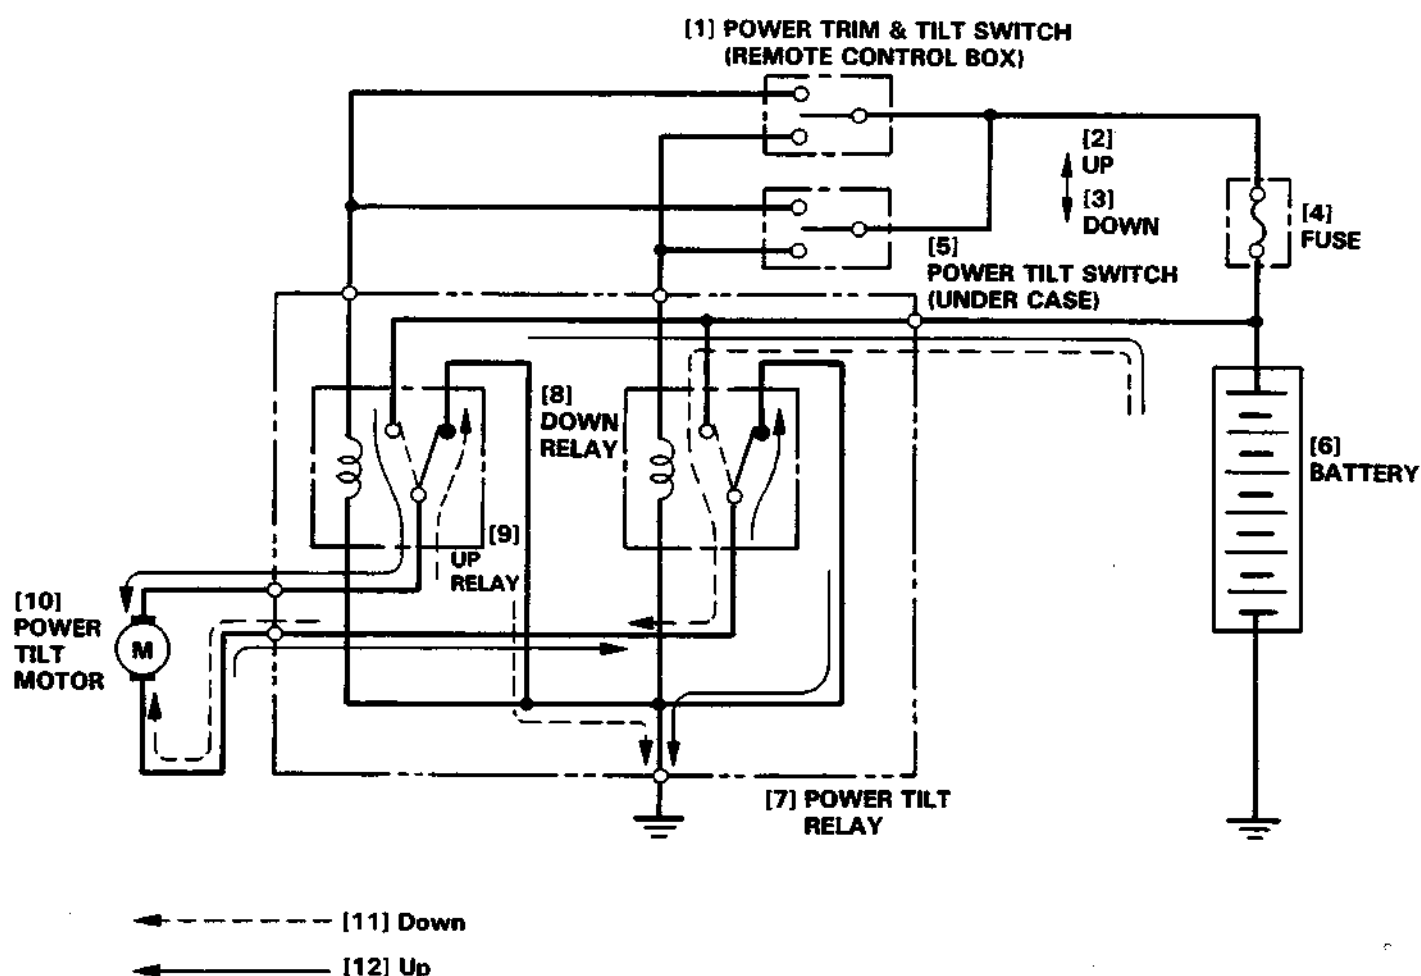 [1] POWER TRIM & TILT SWITCH
(REMOTE CONTROL BOX)
[2]
UP
[3]
DOWN
[4]
FUSE
[5]
POWER TILT SWITCH
(UNDER CASE)
[8]
DOWN
RELAY
[6]
BATTERY
[9]
UP
RELAY
[10]
POWER
TILT
MOTOR
M
[7] POWER TILT
RELAY
[11] Down
[12] Up